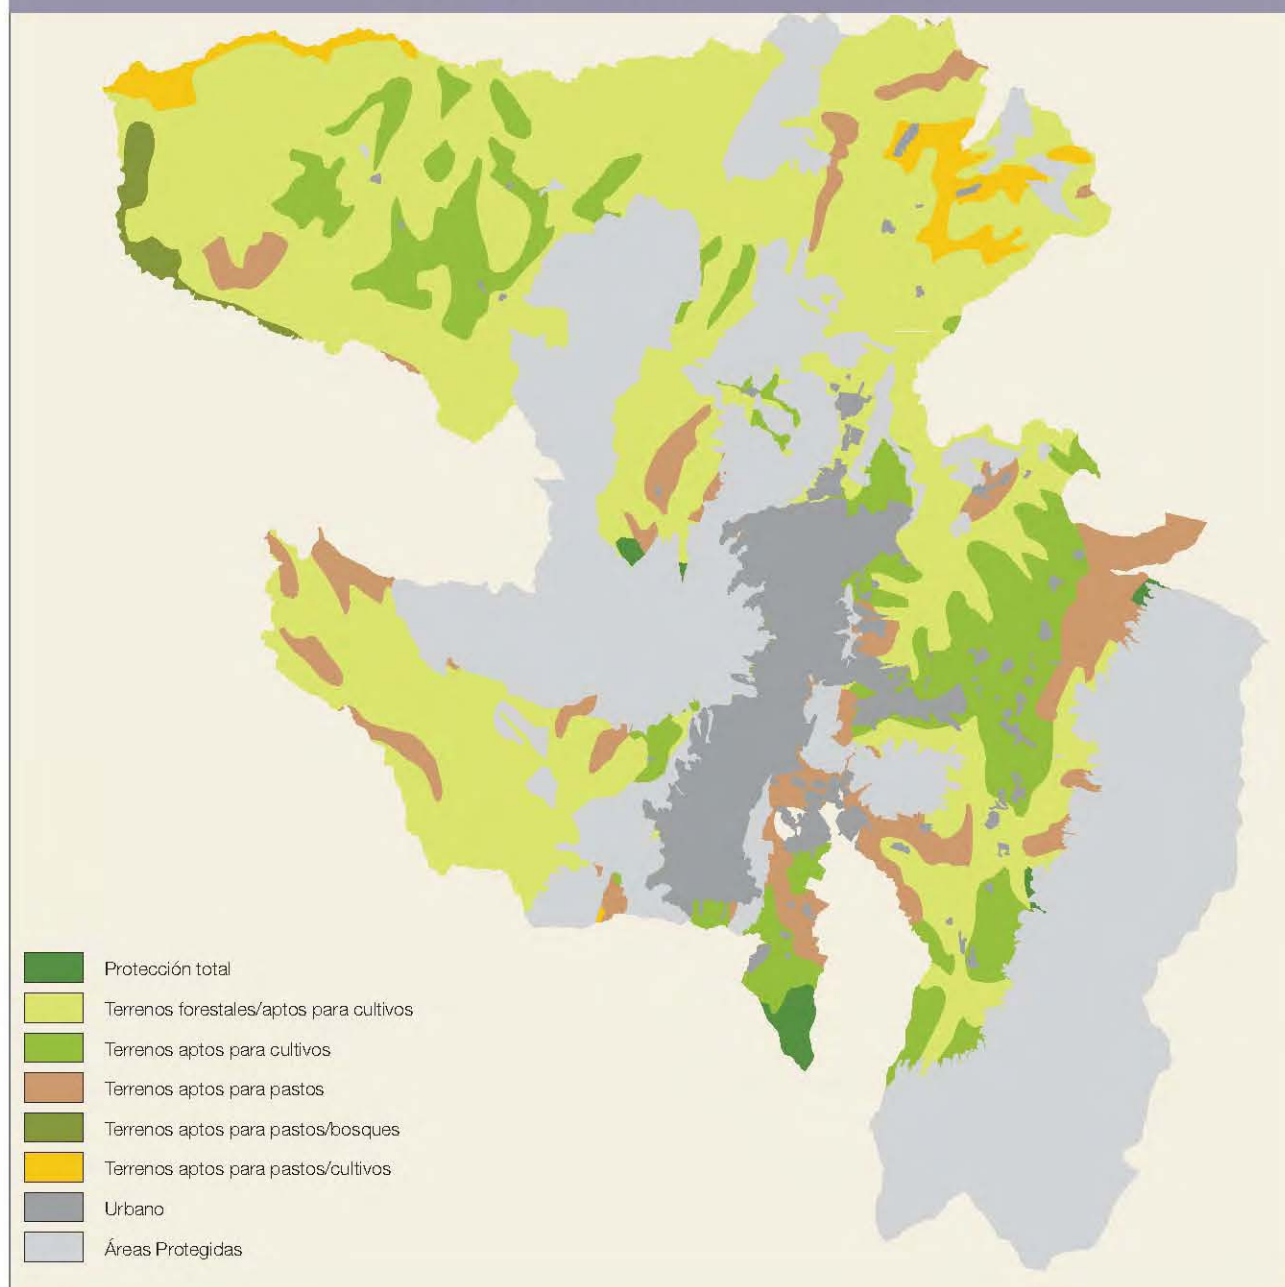 Protección total
Terrenos forestales/aptos para cultivos
Terrenos aptos para cultivos
Terrenos aptos para pastos
Terrenos aptos para pastos/bosques
Terrenos aptos para pastos/cultivos
Urbano
Áreas Protegidas